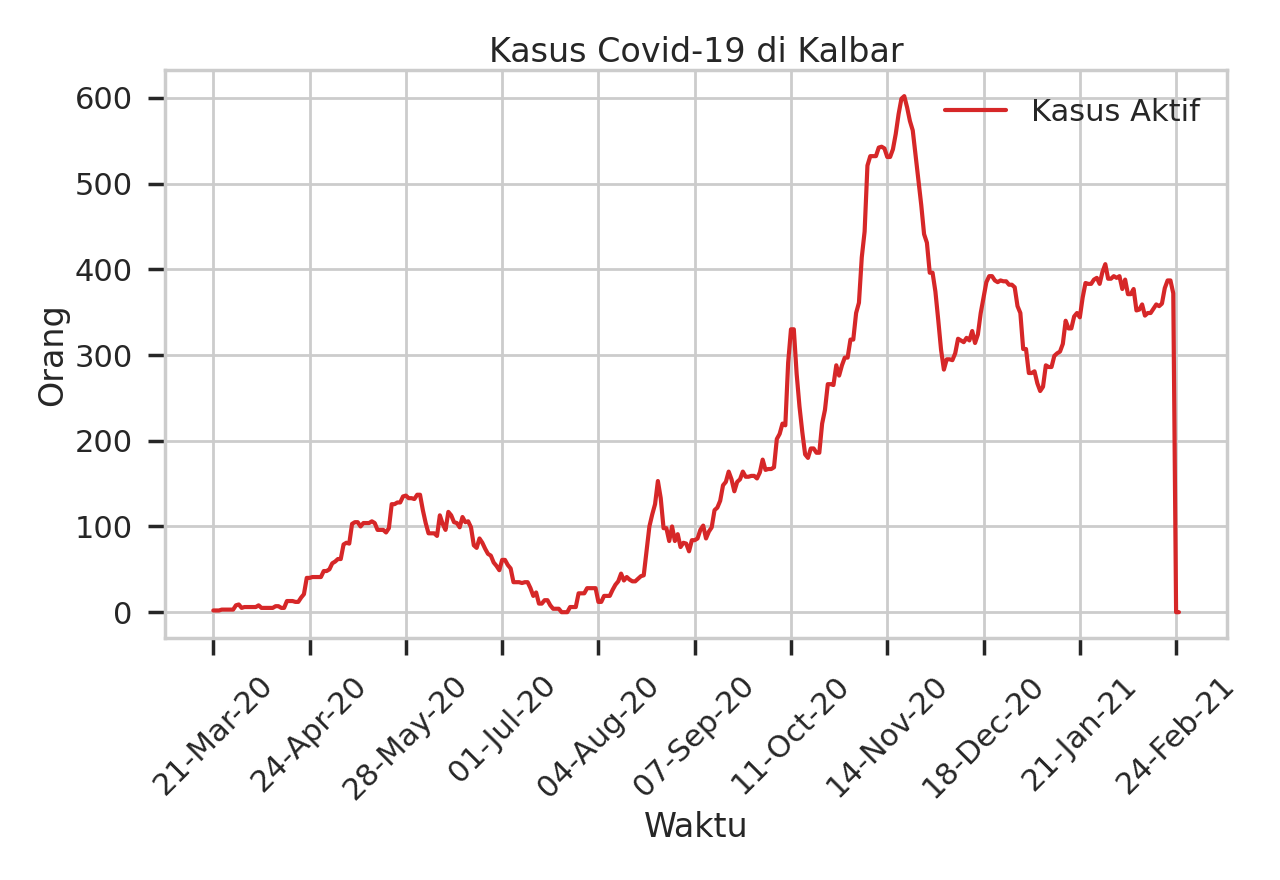 Kasus Covid-19 di Kalbar
Kasus Aktif
600
500
400
300
200
100
0
Orang
21-Mar-20
24-Apr-20
28-May-20
01-Jul-20
04-Aug-20
07-Sep-20
11-Oct-20
14-Nov-20
18-Dec-20
21-Jan-21
24-Feb-21
Waktu